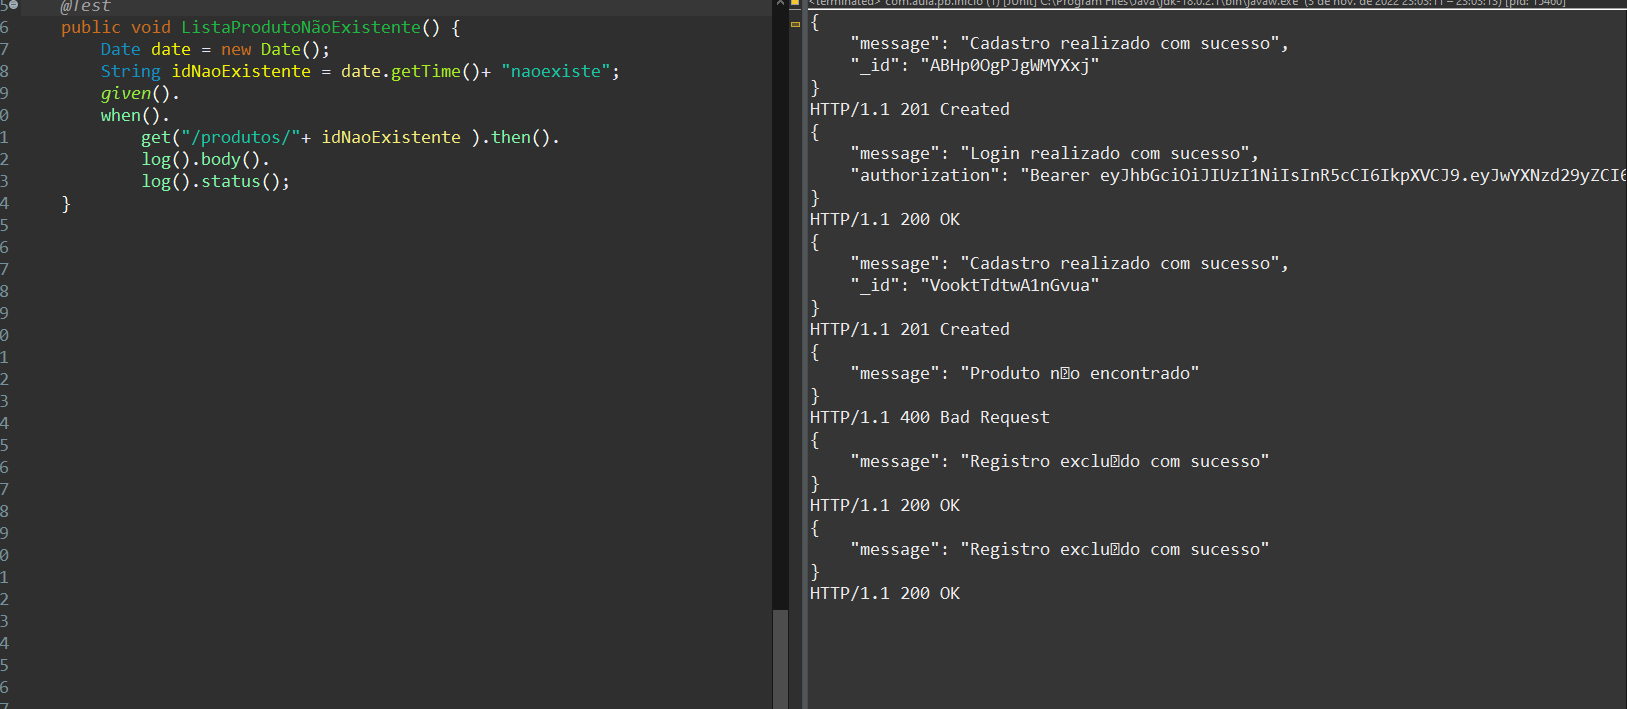 @Test
public void ListaProdutoNãoExistente() {
Date date = new Date();
String idNaoExistente = date.getTime()+ "naoexiste";
given().
when().
get("/produtos/"+ idNaoExistente ).then().
log().body().
log().status();
}
5
6
7
8
9
0
1
2
3
4
5
6
7
8
9
0
1
2
3
4
5
6
7
8
9
0
1
2
3
4
5
6
7
<terminated> com.aula.pb.inicio (1) [JUnit] C:\Program Files\Java\jdk-18.0.2.1\bin\javaw.exe (3 de nov. de 2022 23:03:11 – 23:03:15) [pid: 15460]
{
"message": "Cadastro realizado com sucesso",
"_id": "ABHp0OgPJgWMYXxj"
}
HTTP/1.1 201 Created
{
"message": "Login realizado com sucesso",
"authorization": "Bearer eyJhbGciOiJIUzI1NiIsInR5cCI6IkpXVCJ9.eyJwYXNzd29yZCI6
}
HTTP/1.1 200 OK
{
"message": "Cadastro realizado com sucesso",
"_id": "VooktTdtwA1nGvua"
}
HTTP/1.1 201 Created
{
"message": "Produto n�o encontrado"
}
HTTP/1.1 400 Bad Request
{
"message": "Registro exclu�do com sucesso"
}
HTTP/1.1 200 OK
{
"message": "Registro exclu�do com sucesso"
}
HTTP/1.1 200 OK